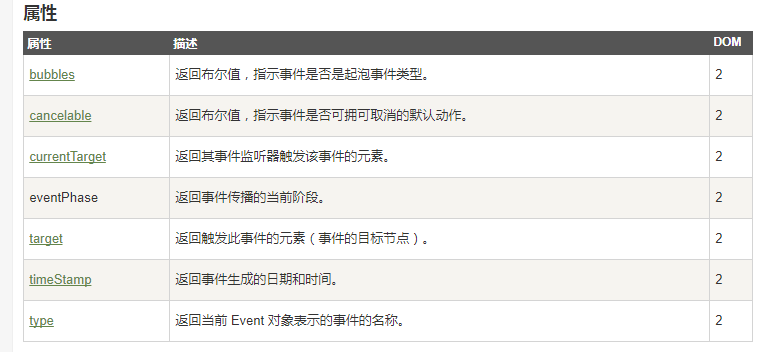 属性
属性 描述 DOM
bubbles 返回布尔值，指示事件是否是起泡事件类型。 2
cancelable 返回布尔值，指示事件是否可拥可取消的默认动作。 2
currentTarget 返回其事件监听器触发该事件的元素。 2
eventPhase 返回事件传播的当前阶段。 2
target 返回触发此事件的元素（事件的目标节点）。 2
timeStamp 返回事件生成的日期和时间。 2
type 返回当前 Event 对象表示的事件的名称。 2